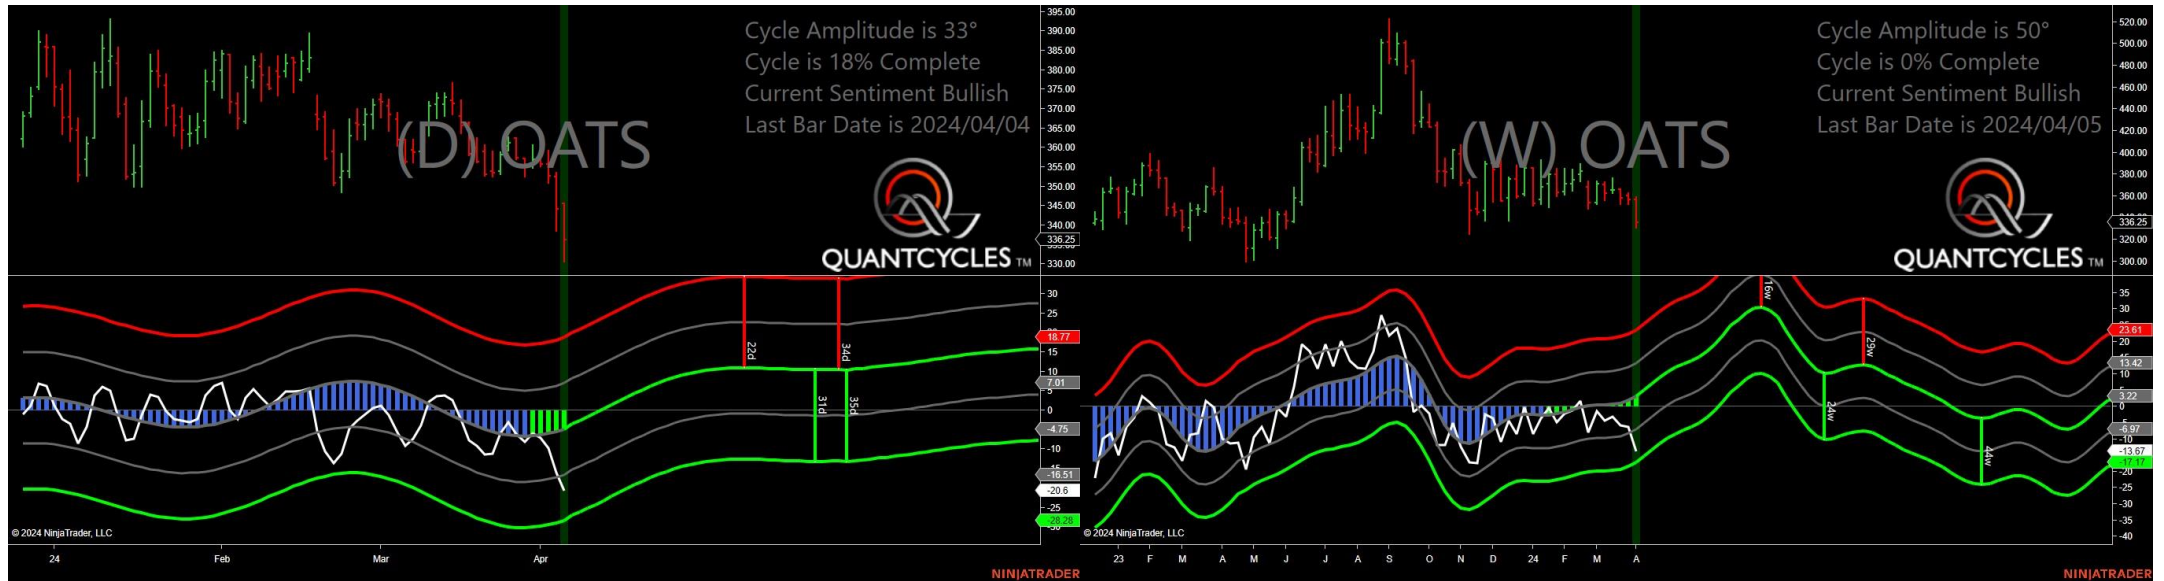 Cycle Amplitude is 33°
Cycle is 18% Complete
Current Sentiment Bullish
Last Bar Date is 2024/04/04
(D) OATS
QUANTCYCLES TM
395.00
390.00
385.00
380.00
375.00
370.00
365.00
360.00
355.00
350.00
345.00
340.00
336.25
330.00
30
25
18.77
15
10
7.01
5
0
-4.75
-10
-16.51
-20.6
-25
-28.28
22d
34d
31d
35d
© 2024 NinjaTrader, LLC
24 Feb Mar Apr
NINJATRADER
Cycle Amplitude is 50°
Cycle is 0% Complete
Current Sentiment Bullish
Last Bar Date is 2024/04/05
(W) OATS
QUANTCYCLES TM
520.00
500.00
480.00
460.00
440.00
420.00
400.00
380.00
360.00
336.25
320.00
300.00
35
30
23.61
20
13.42
10
3.22
0
-6.97
-10
-13.67
-17.17
-20
-25
-30
-35
-40
16w
29w
24w
44w
© 2024 NinjaTrader, LLC
23 F M A M J J A S O N D 24 F M A
NINJATRADER